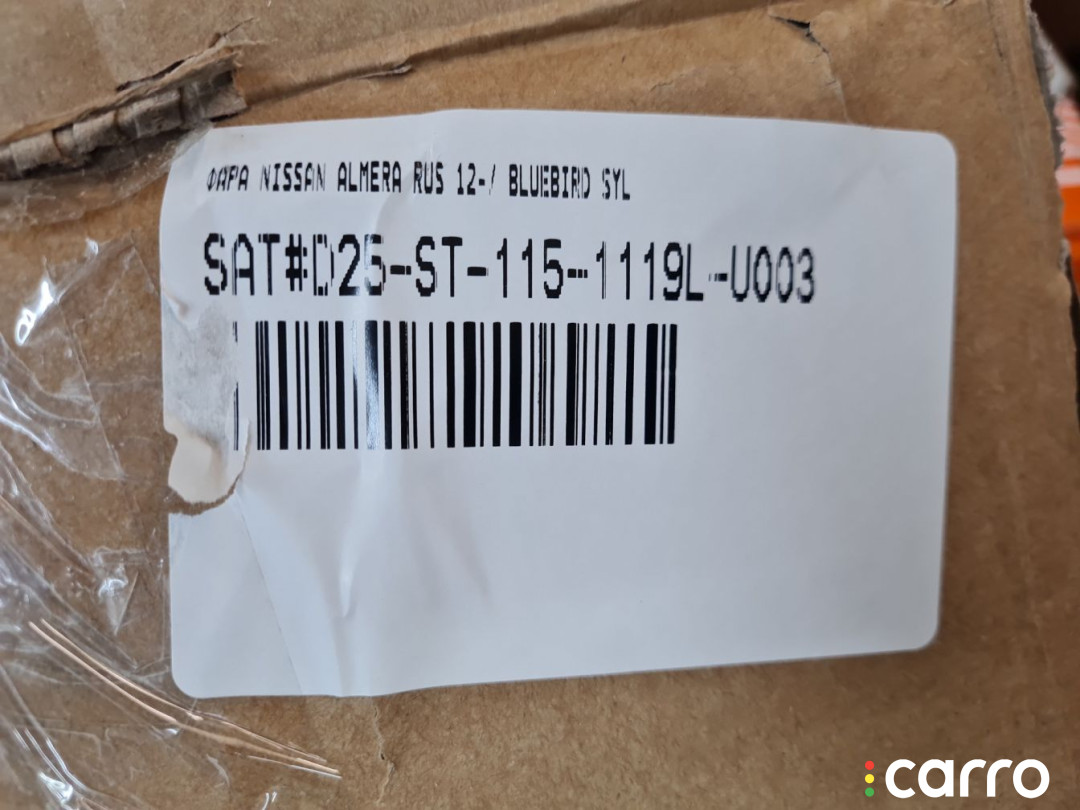 ФАРА NISSAN ALMERA RUS 12-/ BLUEBIRD SYL
SAT#D25-ST-115-1119L-U003
carro